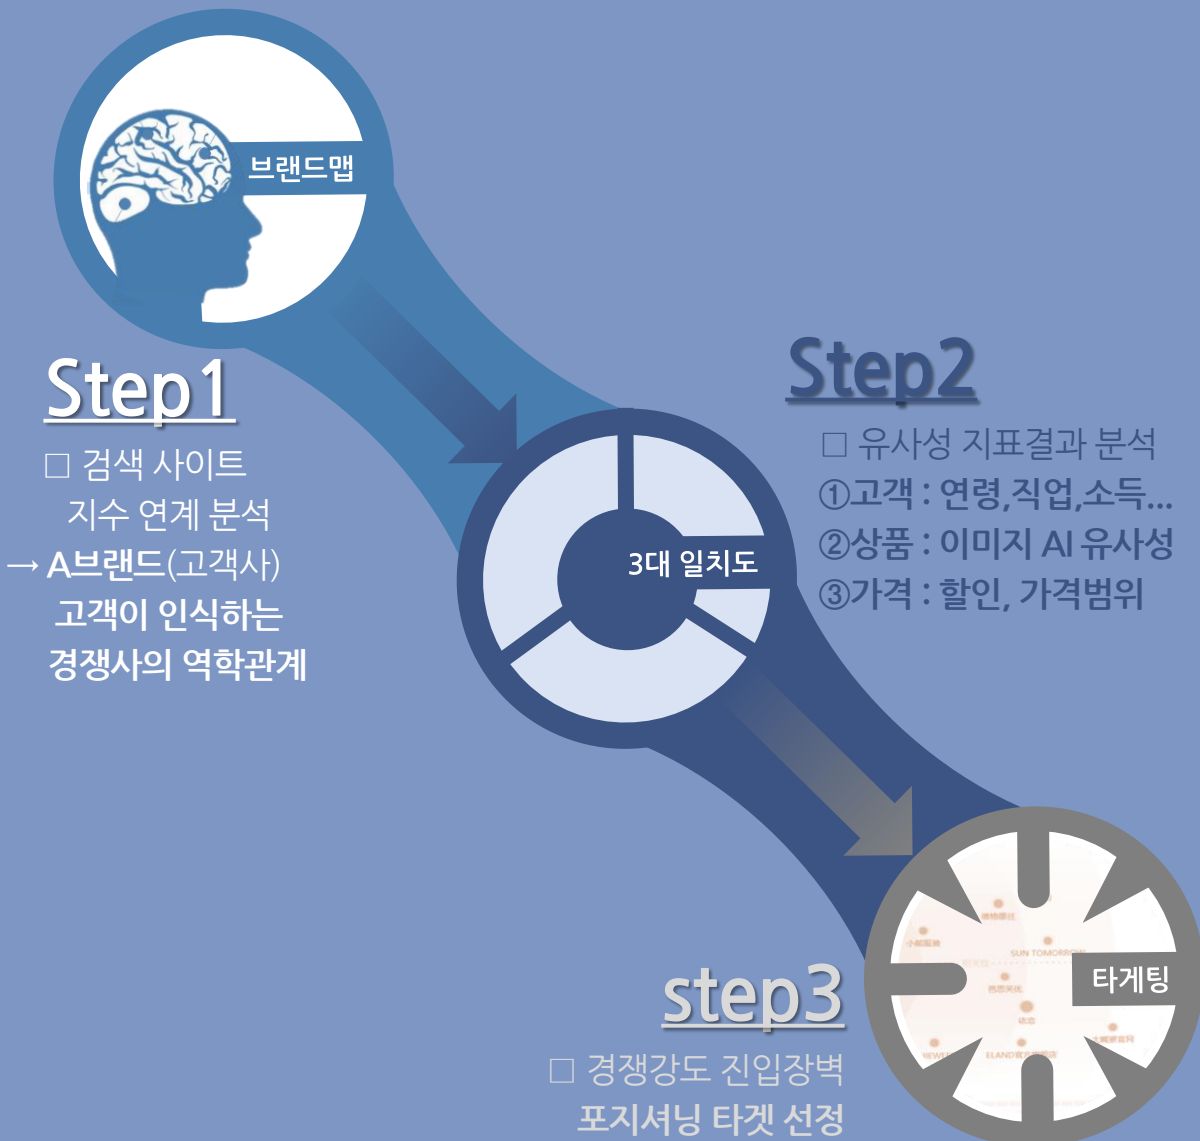 브랜드맵
Step1
□ 검색 사이트
지수 연계 분석
→ A브랜드(고객사)
고객이 인식하는
경쟁사의 역학관계
Step2
□ 유사성 지표결과 분석
①고객 : 연령,직업,소득...
②상품 : 이미지 AI 유사성
③가격 : 할인, 가격범위
3대 일치도
step3
□ 경쟁강도 진입장벽
포지셔닝 타겟 선정
타게팅
SUN TOMORROW